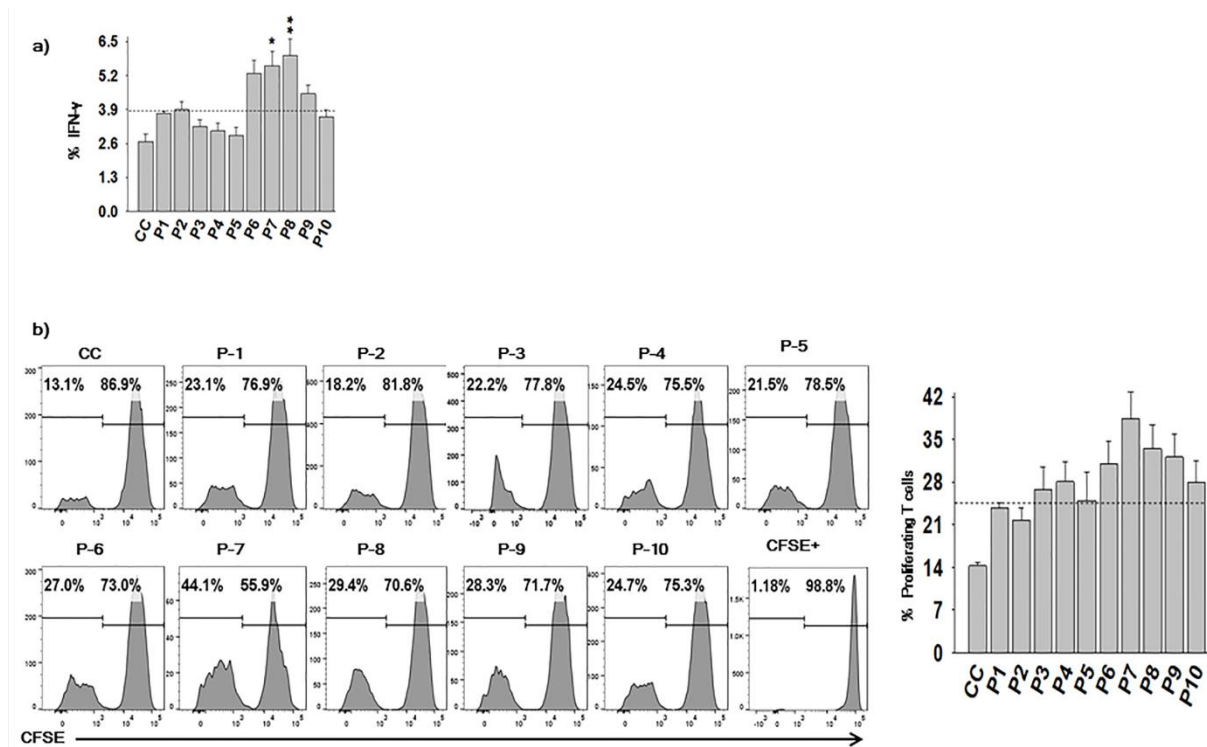 a)
% IFN-γ
6.5
5.2
3.9
2.6
1.3
0.0
* **
CC P1 P2 P3 P4 P5 P6 P7 P8 P9 P10
b)
CC P-1 P-2 P-3 P-4 P-5
13.1% 86.9% 23.1% 76.9% 18.2% 81.8% 22.2% 77.8% 24.5% 75.5% 21.5% 78.5%
P-6 P-7 P-8 P-9 P-10 CFSE+
27.0% 73.0% 44.1% 55.9% 29.4% 70.6% 28.3% 71.7% 24.7% 75.3% 1.18% 98.8%
CFSE
% Proliferating T cells
42
35
28
21
14
7
0
CC P1 P2 P3 P4 P5 P6 P7 P8 P9 P10